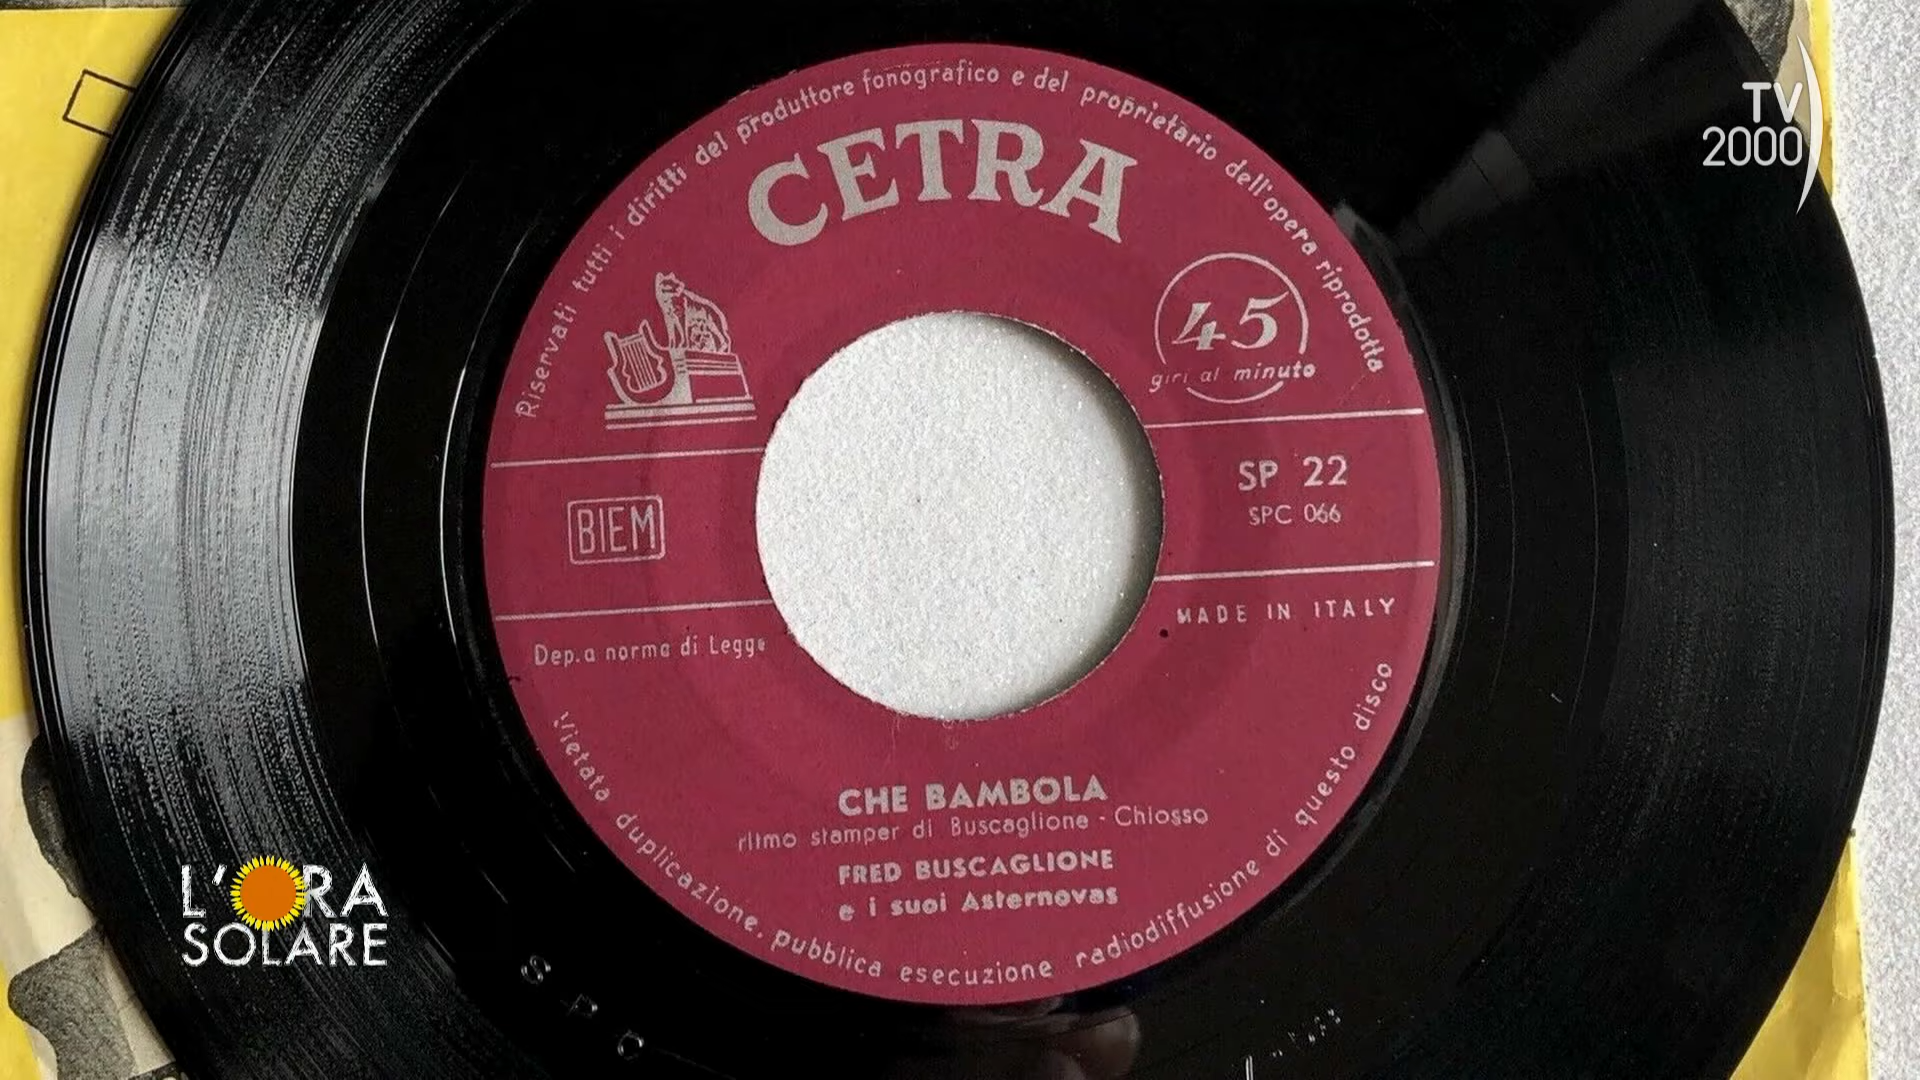 Riservati tutti i diritti del produttore fonografico e del proprietario dell'opera riprodotta
TV
2000
CETRA
45
giri al minuto
SP 22
SPC 066
BIEM
MADE IN ITALY
Dep.a norma di Legge
CHE BAMBOLA
ritmo stamper di Buscaglione - Chiosso
FRED BUSCAGLIONE
e i suoi Asternovas
Vietata duplicazione, pubblica esecuzione radiodiffusione di questo disco
L'ORA
SOLARE
SPC